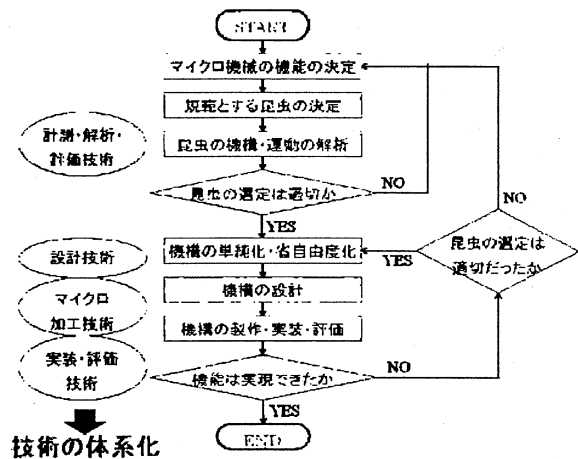 START
マイクロ機械の機能の決定
規範とする昆虫の決定
計測・解析・
評価技術
昆虫の機構・運動の解析
昆虫の選定は適切か
NO
YES
NO
設計技術
機構の単純化・省自由度化
YES
昆虫の選定は
適切だったか
マイクロ
加工技術
機構の設計
機構の製作・実装・評価
実装・評価
技術
機能は実現できたか
NO
YES
END
技術の体系化